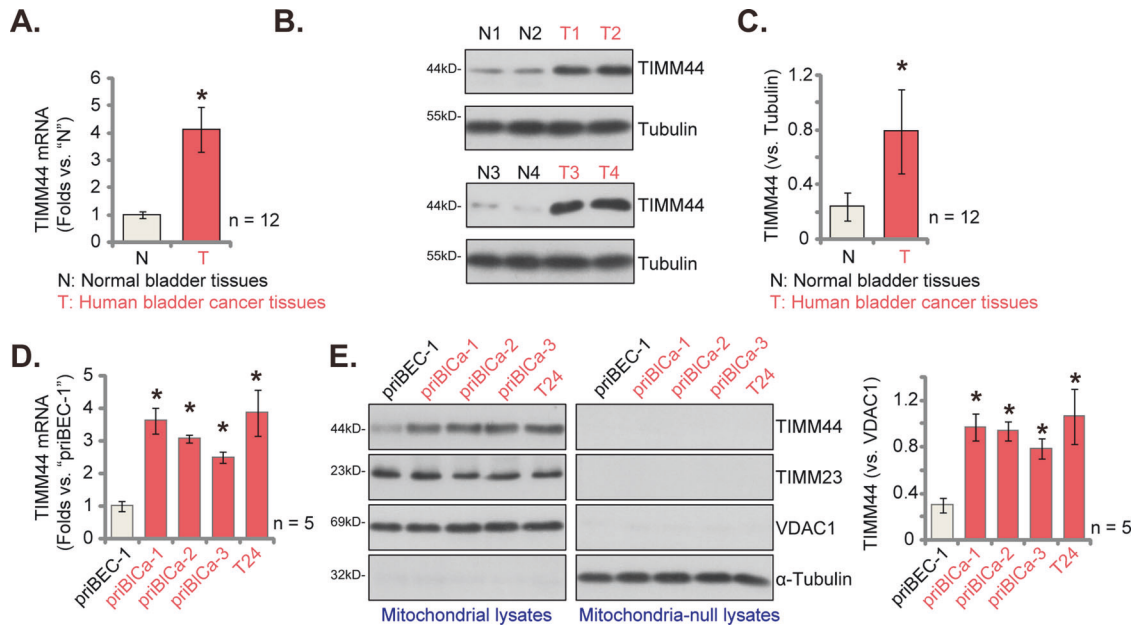 A.
TIMM44 mRNA
(Folds vs. “N”)
6
5
4
3
2
1
0
*
N
T
n = 12
N: Normal bladder tissues
T: Human bladder cancer tissues
B.
N1 N2 T1 T2
44kD-
TIMM44
55kD-
Tubulin
N3 N4 T3 T4
44kD-
TIMM44
55kD-
Tubulin
C.
TIMM44 (vs. Tubulin)
1.2
0.8
0.4
0
*
N
T
n = 12
N: Normal bladder tissues
T: Human bladder cancer tissues
D.
TIMM44 mRNA
(Folds vs. “priBEC-1”)
5
4
3
2
1
0
* * * *
n = 5
priBEC-1
priBlCa-1
priBlCa-2
priBlCa-3
T24
E.
priBEC-1
priBlCa-1
priBlCa-2
priBlCa-3
T24
priBEC-1
priBlCa-1
priBlCa-2
priBlCa-3
T24
44kD-
TIMM44
23kD-
TIMM23
69kD-
VDAC1
32kD-
α-Tubulin
Mitochondrial lysates
Mitochondria-null lysates
TIMM44 (vs. VDAC1)
1.5
1.2
0.9
0.6
0.3
0
* * * *
n = 5
priBEC-1
priBlCa-1
priBlCa-2
priBlCa-3
T24